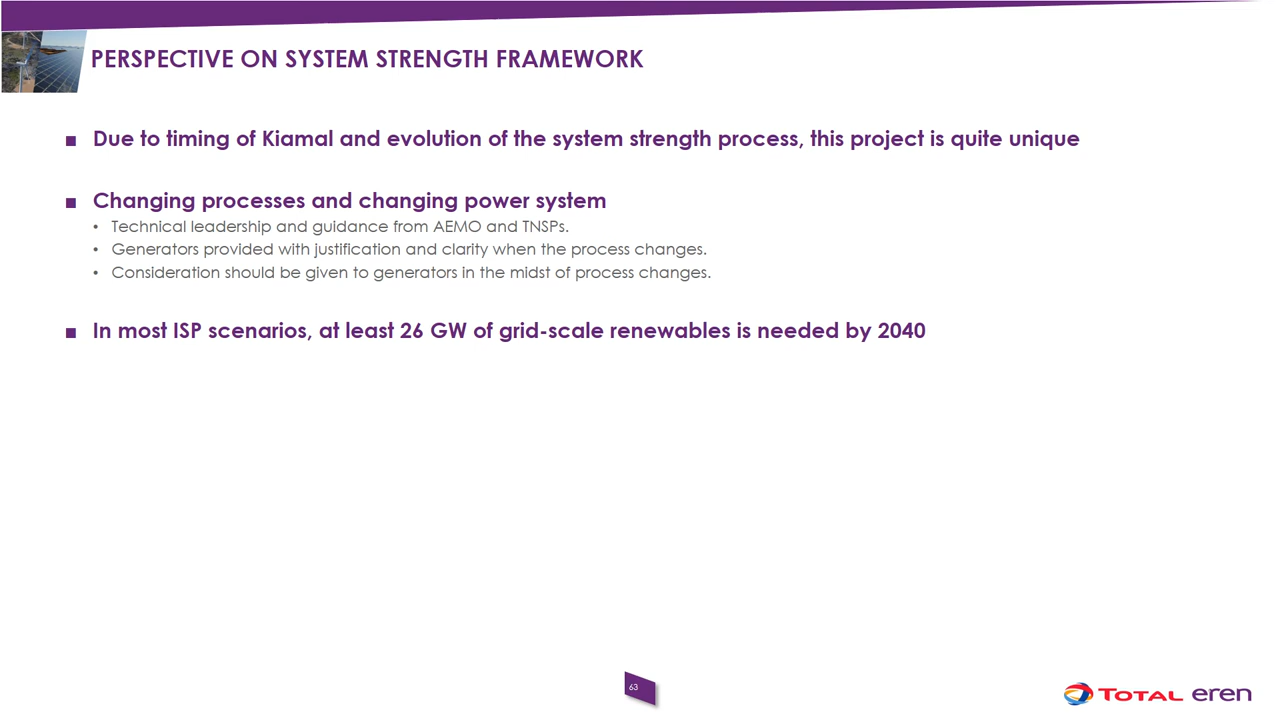 PERSPECTIVE ON SYSTEM STRENGTH FRAMEWORK
■ Due to timing of Kiamal and evolution of the system strength process, this project is quite unique
■ Changing processes and changing power system
• Technical leadership and guidance from AEMO and TNSPs.
• Generators provided with justification and clarity when the process changes.
• Consideration should be given to generators in the midst of process changes.
■ In most ISP scenarios, at least 26 GW of grid-scale renewables is needed by 2040
63
TOTAL eren